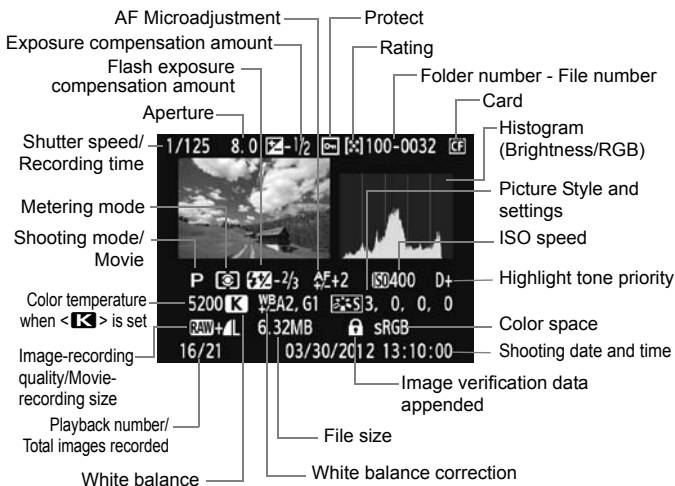 AF Microadjustment
Protect
Exposure compensation amount
Rating
Flash exposure
compensation amount
Folder number - File number
Aperture
Card
Shutter speed/
Recording time
Histogram
(Brightness/RGB)
1/125 8.0 -1/2 100-0032 CF
Metering mode
Picture Style and
settings
Shooting mode/
Movie
ISO speed
P -2/3 AF+2 ISO400 D+
Highlight tone priority
Color temperature
when <K> is set
5200 K WB A2, G1 S 3, 0, 0, 0
RAW+L 6.32MB sRGB
Color space
Image-recording
quality/Movie-
recording size
16/21 03/30/2012 13:10:00
Shooting date and time
Image verification data
appended
Playback number/
Total images recorded
File size
White balance
White balance correction